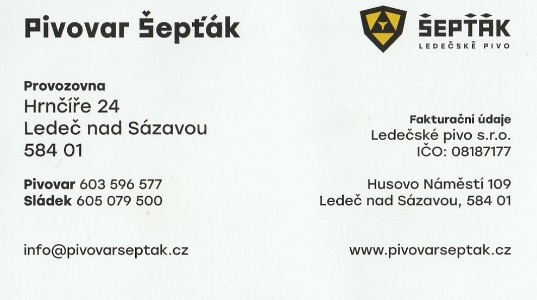 Pivovar Šepťák
ŠEPŤÁK
LEDEČSKÉ PIVO
Provozovna
Hrnčíře 24
Ledeč nad Sázavou
584 01
Pivovar 603 596 577
Sládek 605 079 500
info@pivovarseptak.cz
Fakturační údaje
Ledečské pivo s.r.o.
IČO: 08187177
Husovo Náměstí 109
Ledeč nad Sázavou, 584 01
www.pivovarseptak.cz